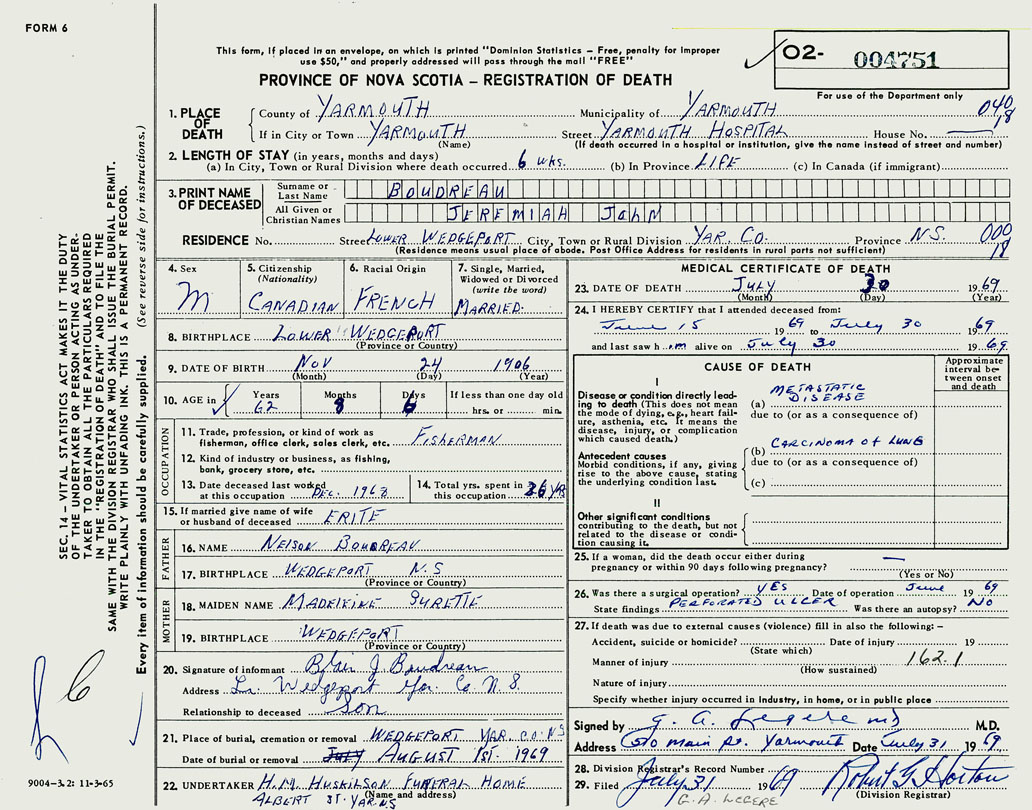 FORM 6
This form, if placed in an envelope, on which is printed "Dominion Statistics – Free, penalty for improper
use $50," and properly addressed will pass through the mail "FREE"
PROVINCE OF NOVA SCOTIA – REGISTRATION OF DEATH
02- 004751
For use of the Department only
1. PLACE OF DEATH
County of YARMOUTH Municipality of YARMOUTH 040
If in City or Town YARMOUTH Street YARMOUTH HOSPITAL House No. 18
(Name) (If death occurred in a hospital or institution, give the name instead of street and number)
2. LENGTH OF STAY (in years, months and days)
(a) In City, Town or Rural Division where death occurred 6 wks. (b) In Province LIFE (c) In Canada (if immigrant)
3. PRINT NAME OF DECEASED
Surname or Last Name BOUDREAU
All Given or Christian Names JEREMIAH JOHN
RESIDENCE No. Street LOWER WEDGEPORT City, Town or Rural Division YAR. CO. Province N.S. 000
(Residence means usual place of abode. Post Office Address for residents in rural parts not sufficient) 18
4. Sex M
5. Citizenship (Nationality) CANADIAN
6. Racial Origin FRENCH
7. Single, Married, Widowed or Divorced (write the word) MARRIED.
8. BIRTHPLACE LOWER WEDGEPORT
(Province or Country)
9. DATE OF BIRTH NOV 24 1906
(Month) (Day) (Year)
10. AGE in Years 62 Months 8 Days 6 If less than one day old
hrs. or min.
OCCUPATION
11. Trade, profession, or kind of work as
fisherman, office clerk, sales clerk, etc. FISHERMAN
12. Kind of industry or business, as fishing,
bank, grocery store, etc.
13. Date deceased last worked
at this occupation DEC. 1968
14. Total yrs. spent in
this occupation 36 yrs
15. If married give name of wife
or husband of deceased ERITE
FATHER
16. NAME NELSON BOUDREAU
17. BIRTHPLACE WEDGEPORT N.S
(Province or Country)
MOTHER
18. MAIDEN NAME MADELEINE SURETTE
19. BIRTHPLACE WEDGEPORT
(Province or Country)
20. Signature of informant Blair J. Boudreau
Address Lr. Wedgeport Yar. Co. N.S.
Relationship to deceased Son
21. Place of burial, cremation or removal WEDGEPORT YAR. CO. N.S
Date of burial or removal July AUGUST 1st. 1969
22. UNDERTAKER H.M. HUSKILSON FUNERAL HOME
(Name and address)
ALBERT ST. YAR. NS
MEDICAL CERTIFICATE OF DEATH
23. DATE OF DEATH JULY 30 1969
(Month) (Day) (Year)
24. I HEREBY CERTIFY that I attended deceased from:
June 15 1969 to July 30 1969
and last saw h im alive on July 30 1969
CAUSE OF DEATH
Approximate interval between onset and death
I
Disease or condition directly leading to death (This does not mean the mode of dying, e.g., heart failure, asthenia, etc. It means the disease, injury, or complication which caused death.)
(a) METASTATIC DISEASE
due to (or as a consequence of)
Antecedent causes
Morbid conditions, if any, giving rise to the above cause, stating the underlying condition last.
(b) CARCINOMA OF LUNG
due to (or as a consequence of)
(c)
II
Other significant conditions
contributing to the death, but not related to the disease or condition causing it.
25. If a woman, did the death occur either during
pregnancy or within 90 days following pregnancy? —
(Yes or No)
26. Was there a surgical operation? YES Date of operation June 1969
State findings PERFORATED ULCER Was there an autopsy? NO
27. If death was due to external causes (violence) fill in also the following: –
Accident, suicide or homicide? Date of injury 19
(State which)
Manner of injury 162.1
(How sustained)
Nature of injury
Specify whether injury occurred in industry, in home, or in public place
Signed by G. A. Legere MD M.D.
Address 570 Main St. Yarmouth Date July 31 1969
28. Division Registrar's Record Number
29. Filed July 31 1969 Robert G. Horton
(Division Registrar)
G.A. LEGERE
SEC. 14 – VITAL STATISTICS ACT MAKES IT THE DUTY
OF THE UNDERTAKER OR PERSON ACTING AS UNDER-
TAKER TO OBTAIN ALL THE PARTICULARS REQUIRED
IN THE "REGISTRATION OF DEATH" AND TO FILE THE
SAME WITH THE DIVISION REGISTRAR WHO SHALL ISSUE THE BURIAL PERMIT.
WRITE PLAINLY WITH UNFADING INK. THIS IS A PERMANENT RECORD.
Every item of information should be carefully supplied. (See reverse side for instructions.)
9004-3.2: 11-3-65